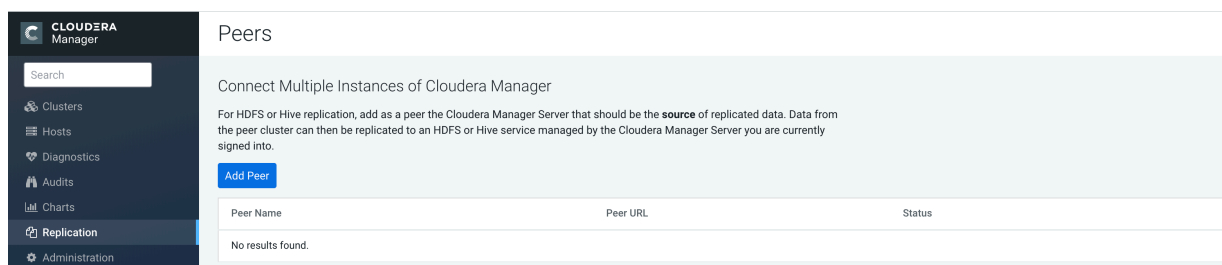 CLOUDERA
Manager
Search
Clusters
Hosts
Diagnostics
Audits
Charts
Replication
Administration
Peers
Connect Multiple Instances of Cloudera Manager
For HDFS or Hive replication, add as a peer the Cloudera Manager Server that should be the source of replicated data. Data from
the peer cluster can then be replicated to an HDFS or Hive service managed by the Cloudera Manager Server you are currently
signed into.
Add Peer
Peer Name Peer URL Status
No results found.